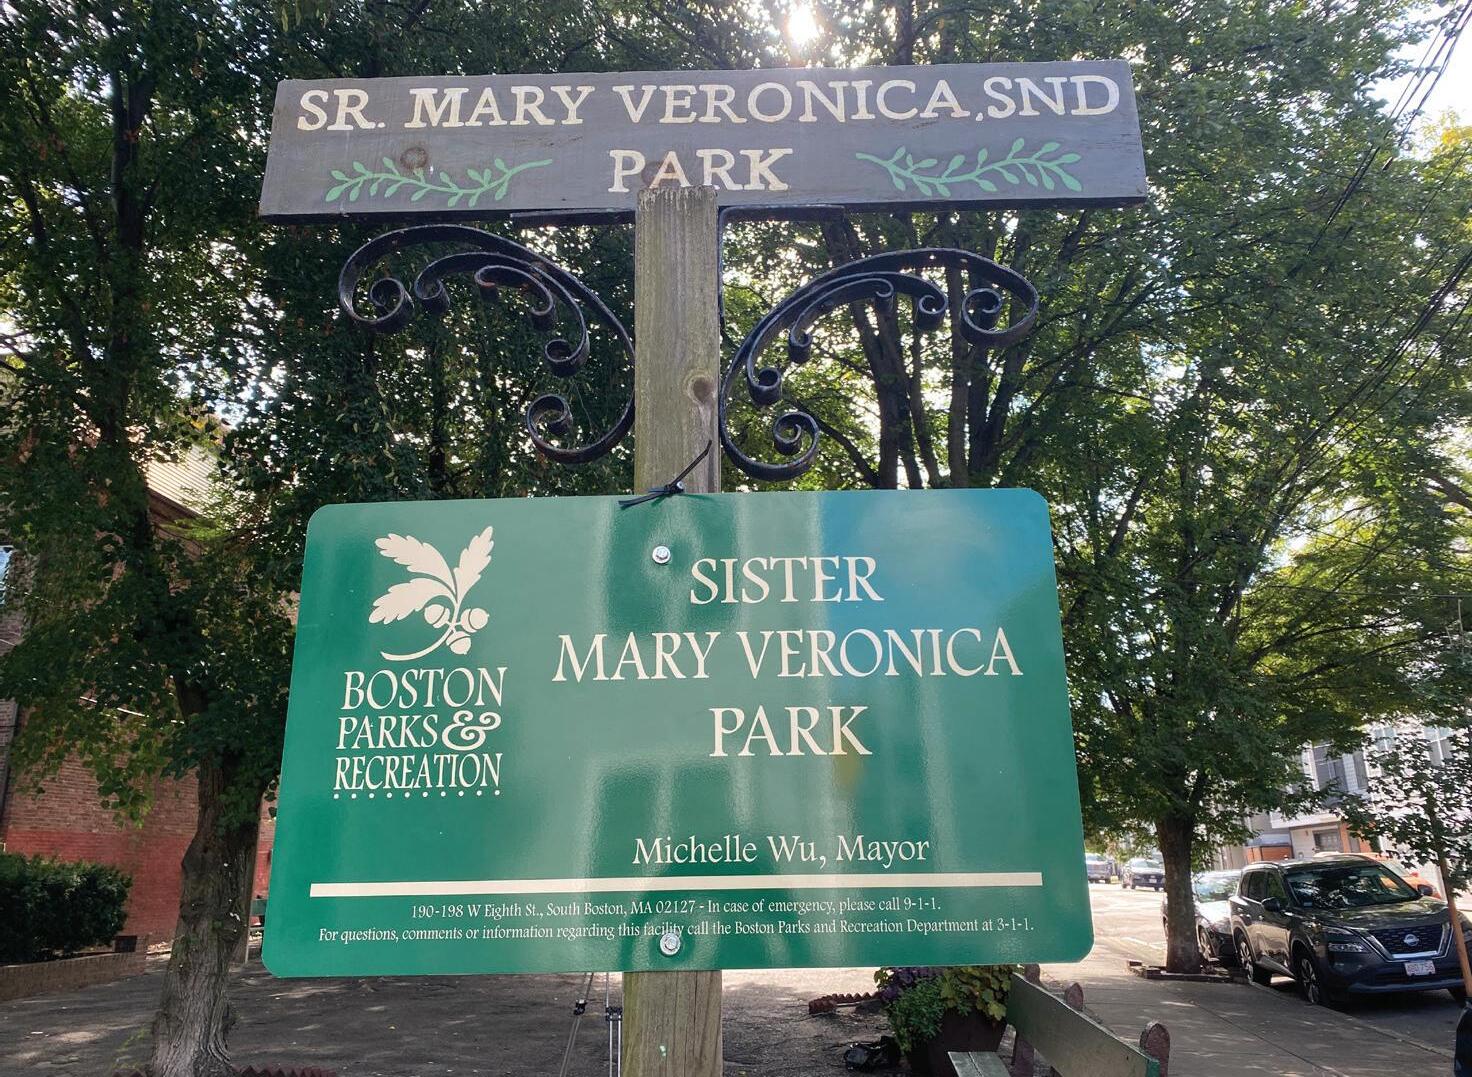 SR. MARY VERONICA, SND
PARK
BOSTON
PARKS &
RECREATION
SISTER
MARY VERONICA
PARK
Michelle Wu, Mayor
190-198 W Eighth St., South Boston, MA 02127 - In case of emergency, please call 9-1-1.
For questions, comments or information regarding this facility call the Boston Parks and Recreation Department at 3-1-1.